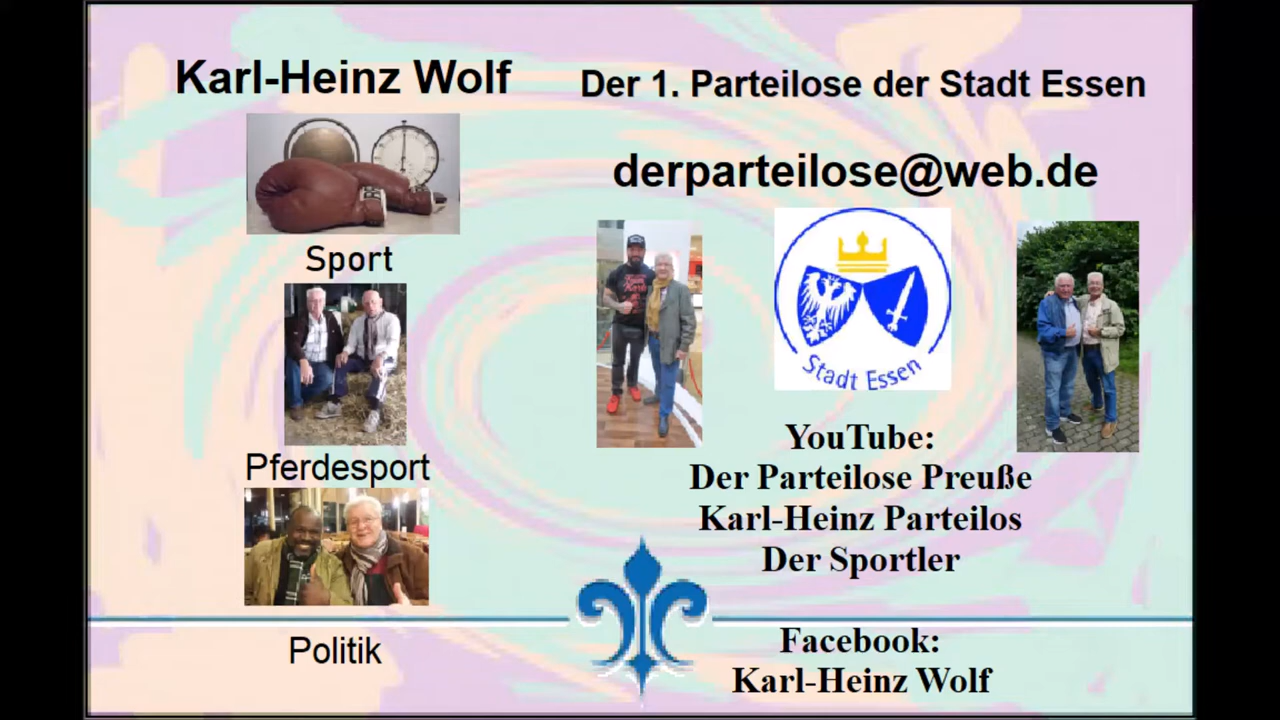 Karl-Heinz Wolf
Der 1. Parteilose der Stadt Essen
derparteilose@web.de
Sport
Pferdesport
Politik
Stadt Essen
YouTube:
Der Parteilose Preuße
Karl-Heinz Parteilos
Der Sportler
Facebook:
Karl-Heinz Wolf